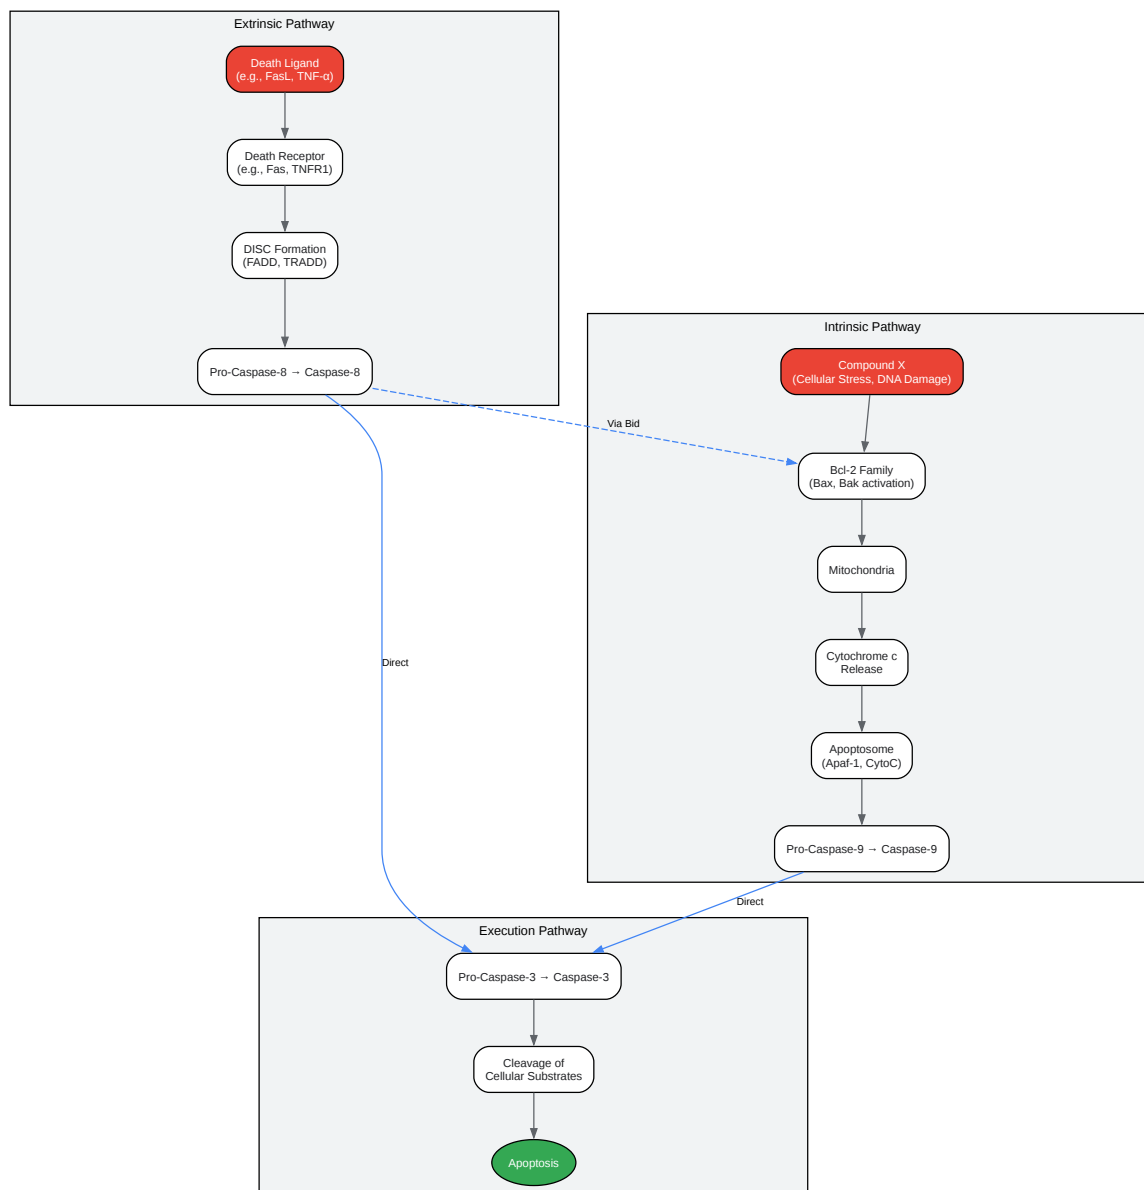 Extrinsic Pathway
Death Ligand
(e.g., FasL, TNF-α)
Death Receptor
(e.g., Fas, TNFR1)
DISC Formation
(FADD, TRADD)
Pro-Caspase-8 → Caspase-8
Intrinsic Pathway
Compound X
(Cellular Stress, DNA Damage)
Via Bid
Bcl-2 Family
(Bax, Bak activation)
Mitochondria
Cytochrome c
Release
Direct
Apoptosome
(Apaf-1, CytoC)
Pro-Caspase-9 → Caspase-9
Direct
Execution Pathway
Pro-Caspase-3 → Caspase-3
Cleavage of
Cellular Substrates
Apoptosis